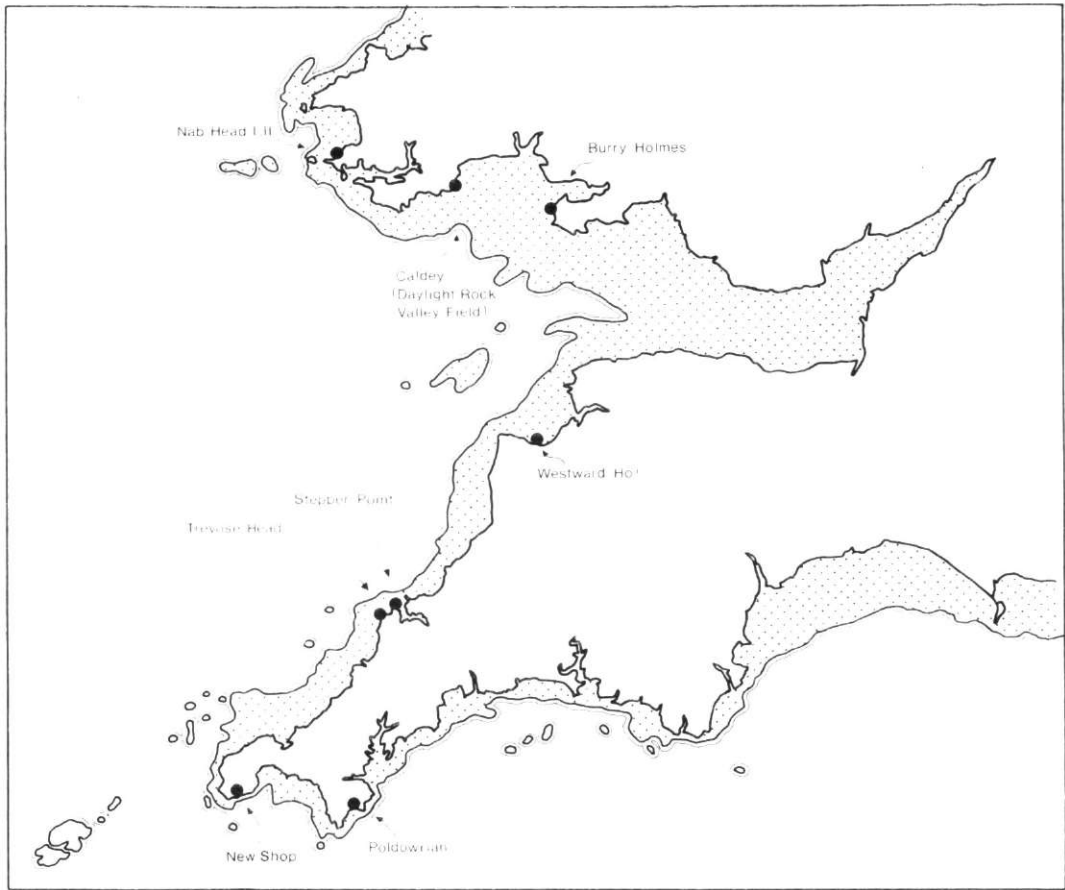 Nab Head I II
Burry Holmes
Caldey
(Daylight Rock
Valley Field)
Westward Ho!
Stepper Point
Trevose Head
New Shop
Poldowrian